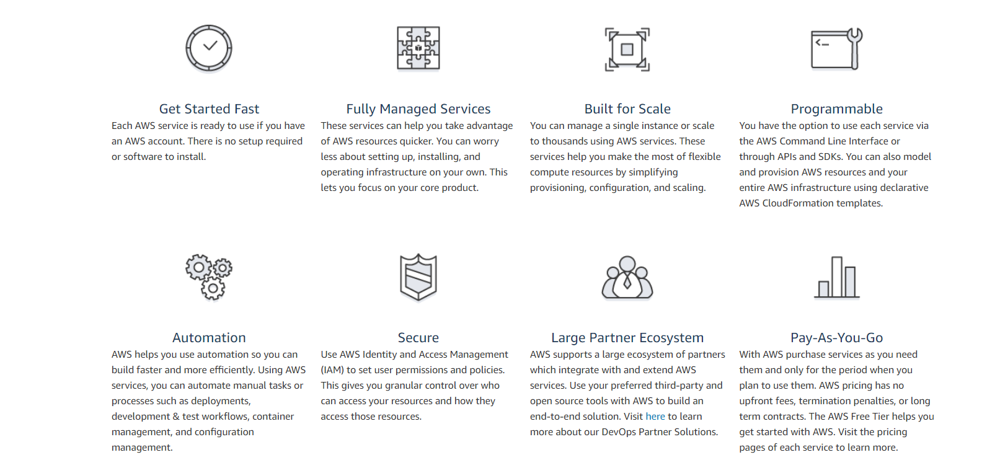 Get Started Fast
Each AWS service is ready to use if you have
an AWS account. There is no setup required
or software to install.
Fully Managed Services
These services can help you take advantage
of AWS resources quicker. You can worry
less about setting up, installing, and
operating infrastructure on your own. This
lets you focus on your core product.
Built for Scale
You can manage a single instance or scale
to thousands using AWS services. These
services help you make the most of flexible
compute resources by simplifying
provisioning, configuration, and scaling.
Programmable
You have the option to use each service via
the AWS Command Line Interface or
through APIs and SDKs. You can also model
and provision AWS resources and your
entire AWS infrastructure using declarative
AWS CloudFormation templates.
Automation
AWS helps you use automation so you can
build faster and more efficiently. Using AWS
services, you can automate manual tasks or
processes such as deployments,
development & test workflows, container
management, and configuration
management.
Secure
Use AWS Identity and Access Management
(IAM) to set user permissions and policies.
This gives you granular control over who
can access your resources and how they
access those resources.
Large Partner Ecosystem
AWS supports a large ecosystem of partners
which integrate with and extend AWS
services. Use your preferred third-party and
open source tools with AWS to build an
end-to-end solution. Visit here to learn
more about our DevOps Partner Solutions.
Pay-As-You-Go
With AWS purchase services as you need
them and only for the period when you
plan to use them. AWS pricing has no
upfront fees, termination penalties, or long
term contracts. The AWS Free Tier helps you
get started with AWS. Visit the pricing
pages of each service to learn more.